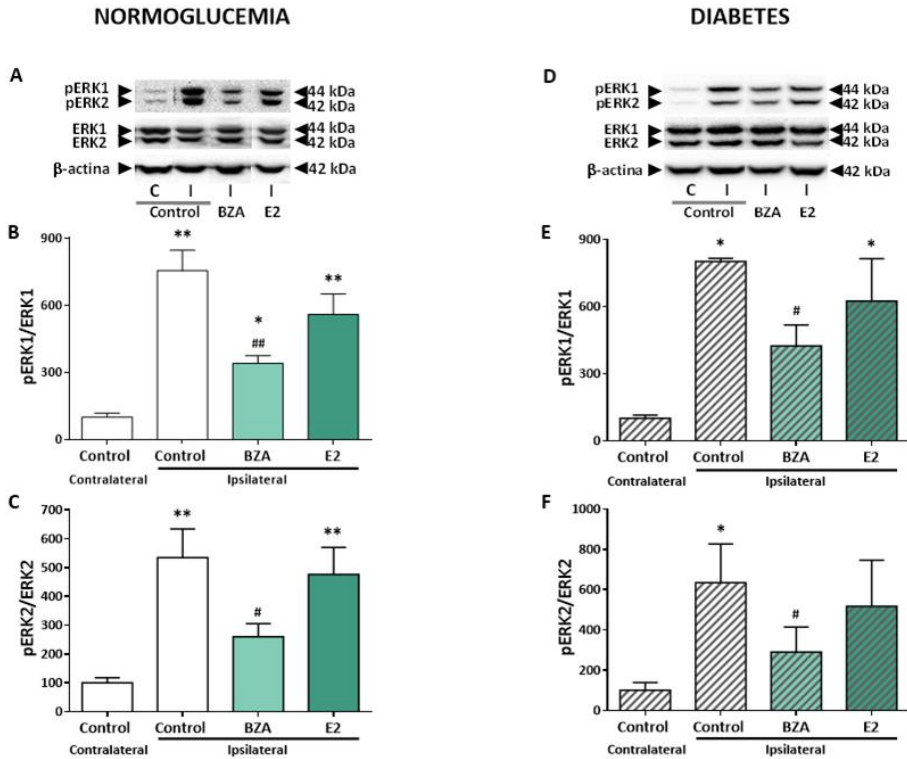 NORMOGLUCEMIA
DIABETES
A
pERK1 44 kDa
pERK2 42 kDa
ERK1 44 kDa
ERK2 42 kDa
β-actina 42 kDa
C I I I
Control BZA E2
D
pERK1 44 kDa
pERK2 42 kDa
ERK1 44 kDa
ERK2 42 kDa
β-actina 42 kDa
C I I I
Control BZA E2
B
pERK1/ERK1
900
600
300
0
** * ## **
Control Control BZA E2
Contralateral Ipsilateral
E
pERK1/ERK1
900
600
300
0
* # *
Control Control BZA E2
Contralateral Ipsilateral
C
pERK2/ERK2
700
600
500
400
300
200
100
0
** # **
Control Control BZA E2
Contralateral Ipsilateral
F
pERK2/ERK2
1000
800
600
400
200
0
* #
Control Control BZA E2
Contralateral Ipsilateral